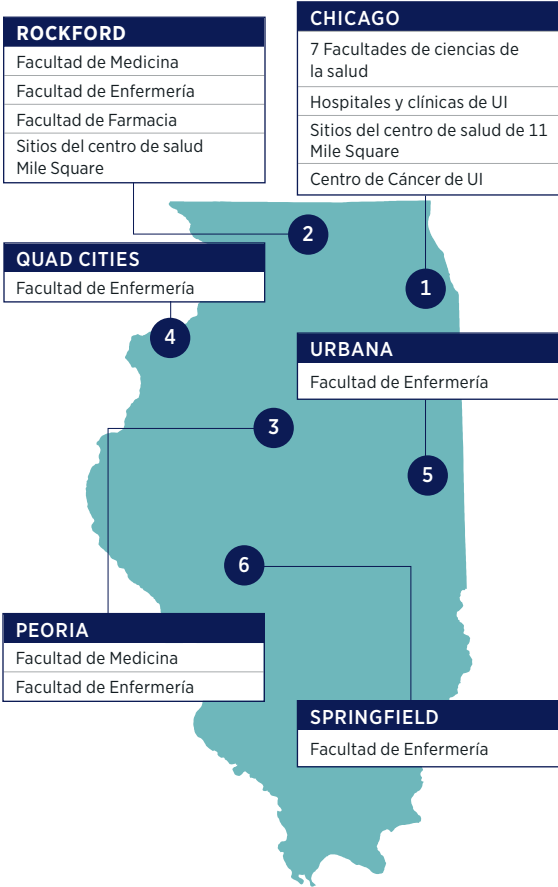 ROCKFORD
Facultad de Medicina
Facultad de Enfermería
Facultad de Farmacia
Sitios del centro de salud
Mile Square
CHICAGO
7 Facultades de ciencias de
la salud
Hospitales y clínicas de UI
Sitios del centro de salud de 11
Mile Square
Centro de Cáncer de UI
2
QUAD CITIES
Facultad de Enfermería
1
4
URBANA
Facultad de Enfermería
3
5
6
PEORIA
Facultad de Medicina
Facultad de Enfermería
SPRINGFIELD
Facultad de Enfermería